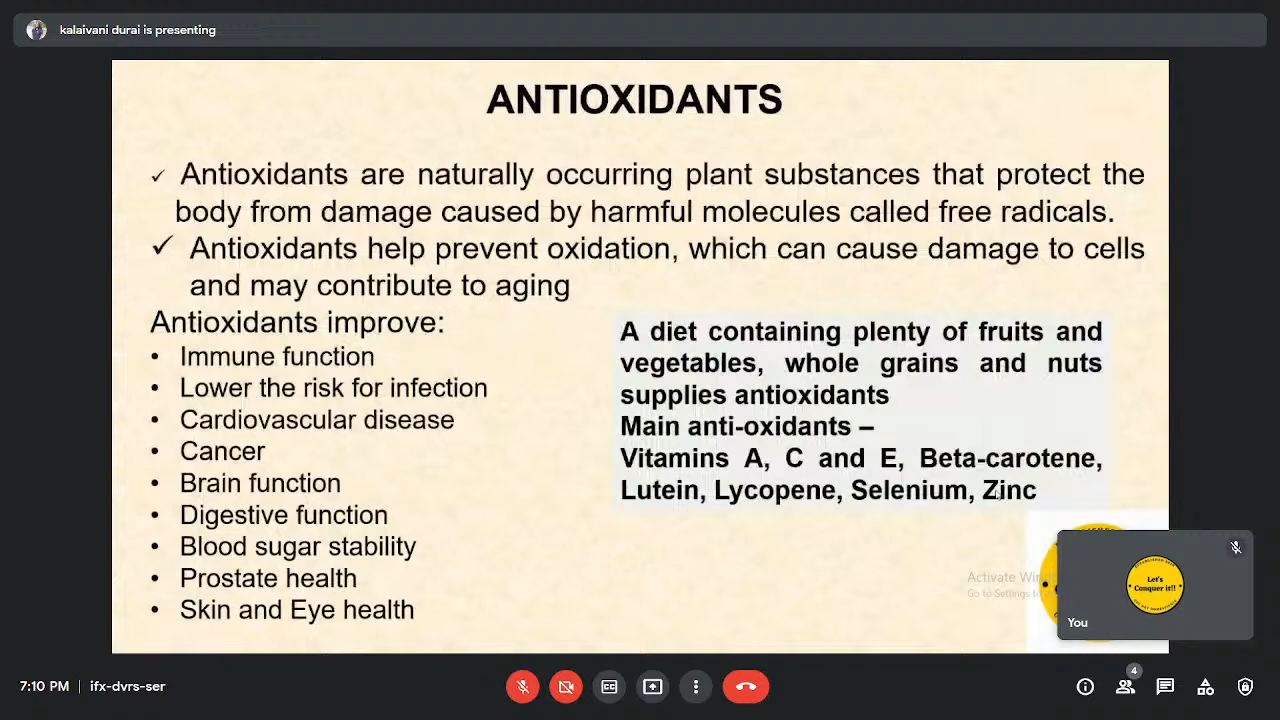 kalaivani durai is presenting
ANTIOXIDANTS
✓ Antioxidants are naturally occurring plant substances that protect the
body from damage caused by harmful molecules called free radicals.
✓ Antioxidants help prevent oxidation, which can cause damage to cells
and may contribute to aging
Antioxidants improve:
• Immune function
• Lower the risk for infection
• Cardiovascular disease
• Cancer
• Brain function
• Digestive function
• Blood sugar stability
• Prostate health
• Skin and Eye health
A diet containing plenty of fruits and
vegetables, whole grains and nuts
supplies antioxidants
Main anti-oxidants –
Vitamins A, C and E, Beta-carotene,
Lutein, Lycopene, Selenium, Zinc
Activate
Go to Settings to
Let's
Conquer it!!
You
7:10 PM | ifx-dvrs-ser
4